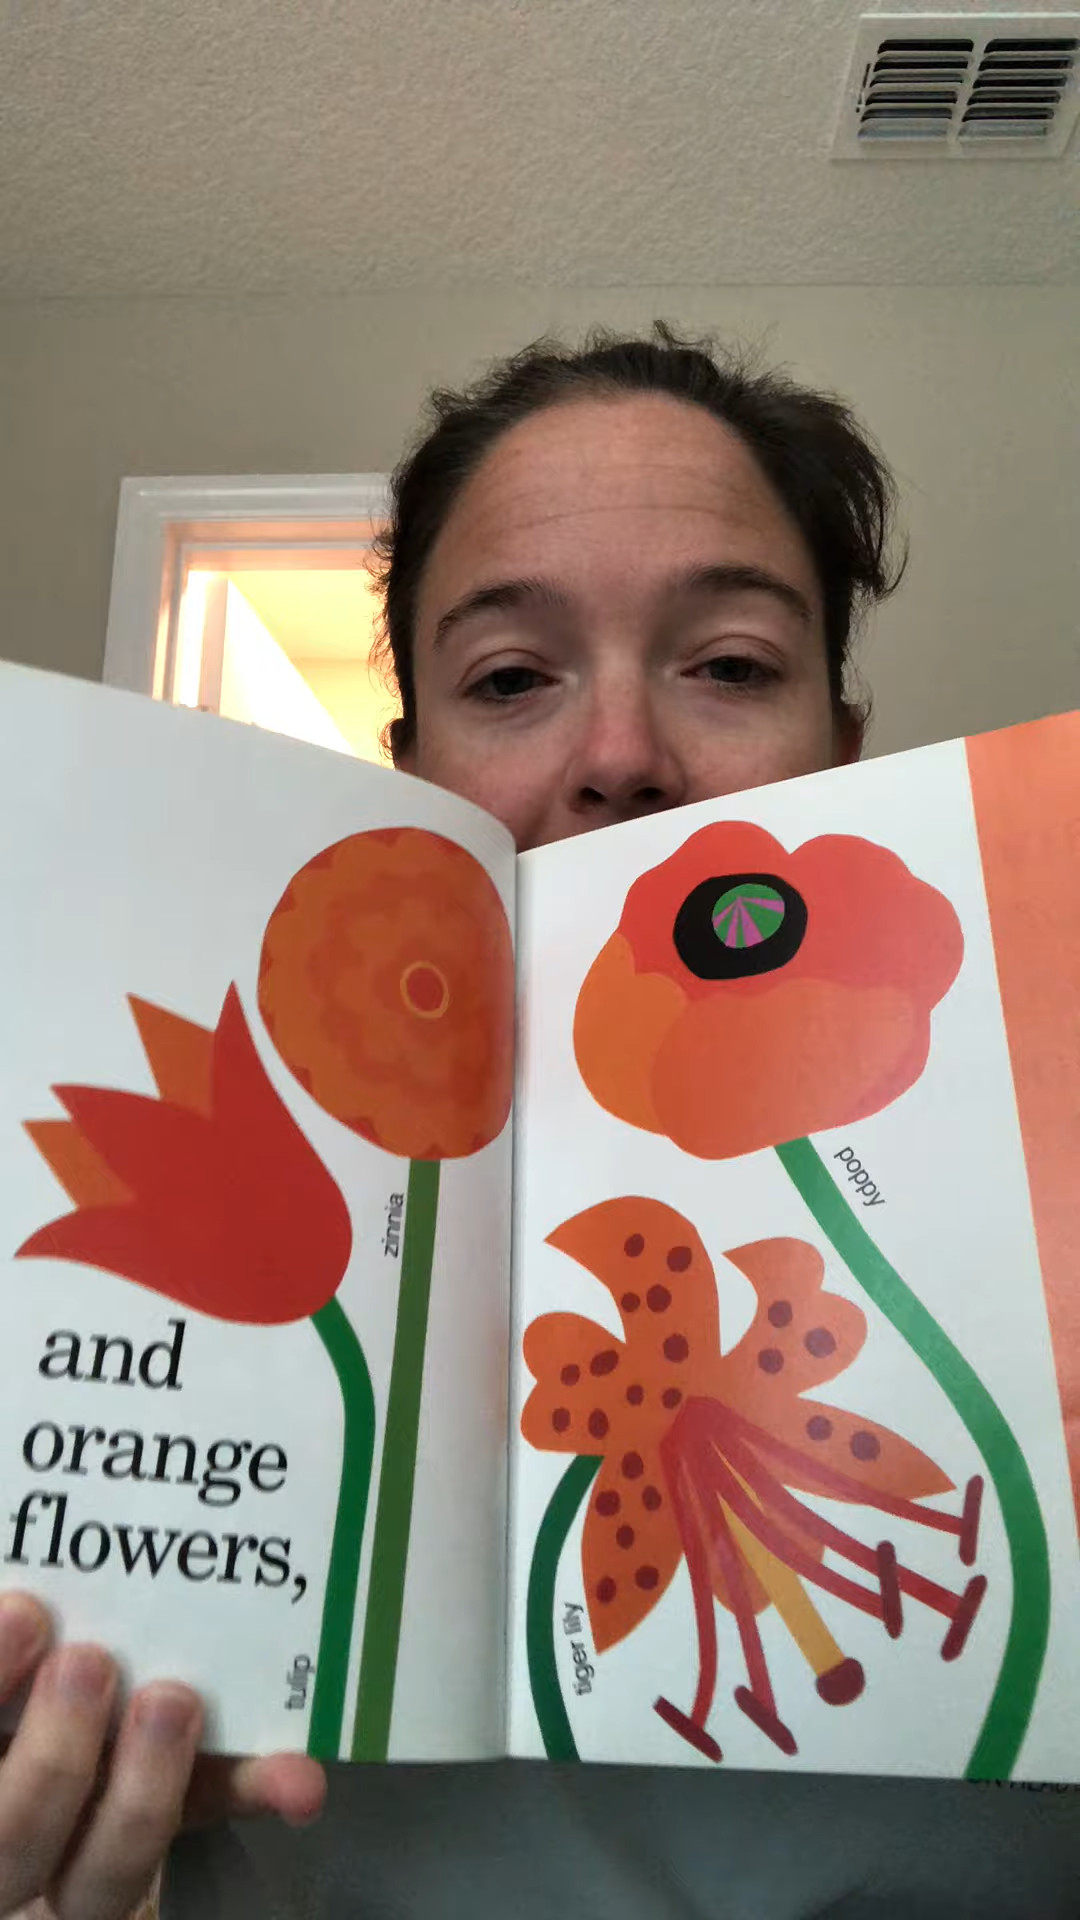 and
orange
flowers,
tulip
zinnia
poppy
tiger lily